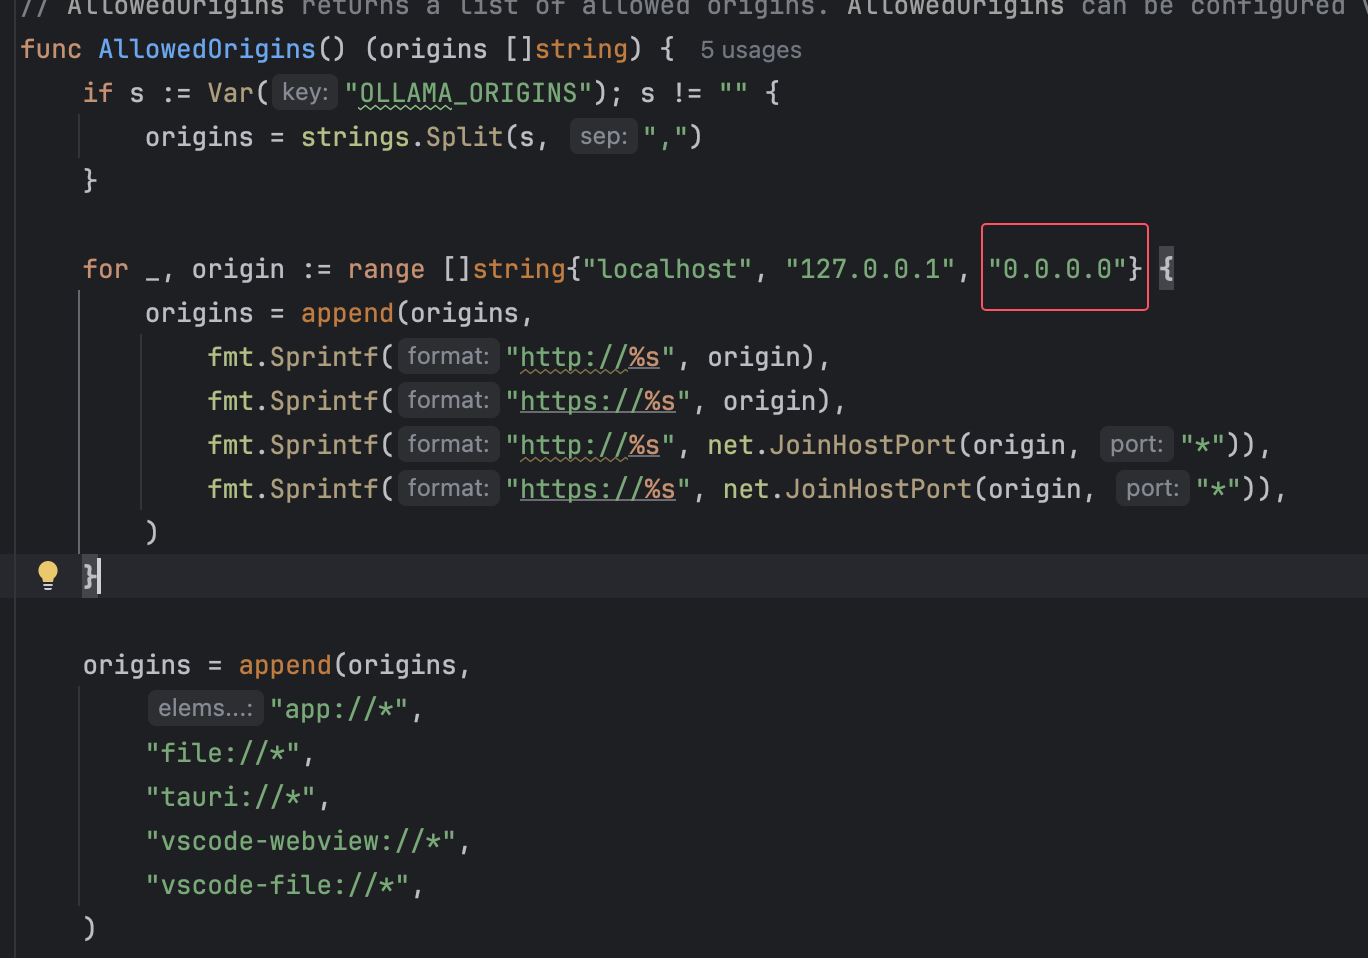 // AllowedOrigins returns a list of allowed origins. AllowedOrigins can be configured
func AllowedOrigins() (origins []string) { 5 usages
if s := Var( key: "OLLAMA_ORIGINS"); s != "" {
origins = strings.Split(s, sep: ",")
}
for _, origin := range []string{"localhost", "127.0.0.1", "0.0.0.0"} {
origins = append(origins,
fmt.Sprintf( format: "http://%s", origin),
fmt.Sprintf( format: "https://%s", origin),
fmt.Sprintf( format: "http://%s", net.JoinHostPort(origin, port: "*")),
fmt.Sprintf( format: "https://%s", net.JoinHostPort(origin, port: "*")),
)
}
origins = append(origins,
elems...: "app://*",
"file://*",
"tauri://*",
"vscode-webview://*",
"vscode-file://*",
)